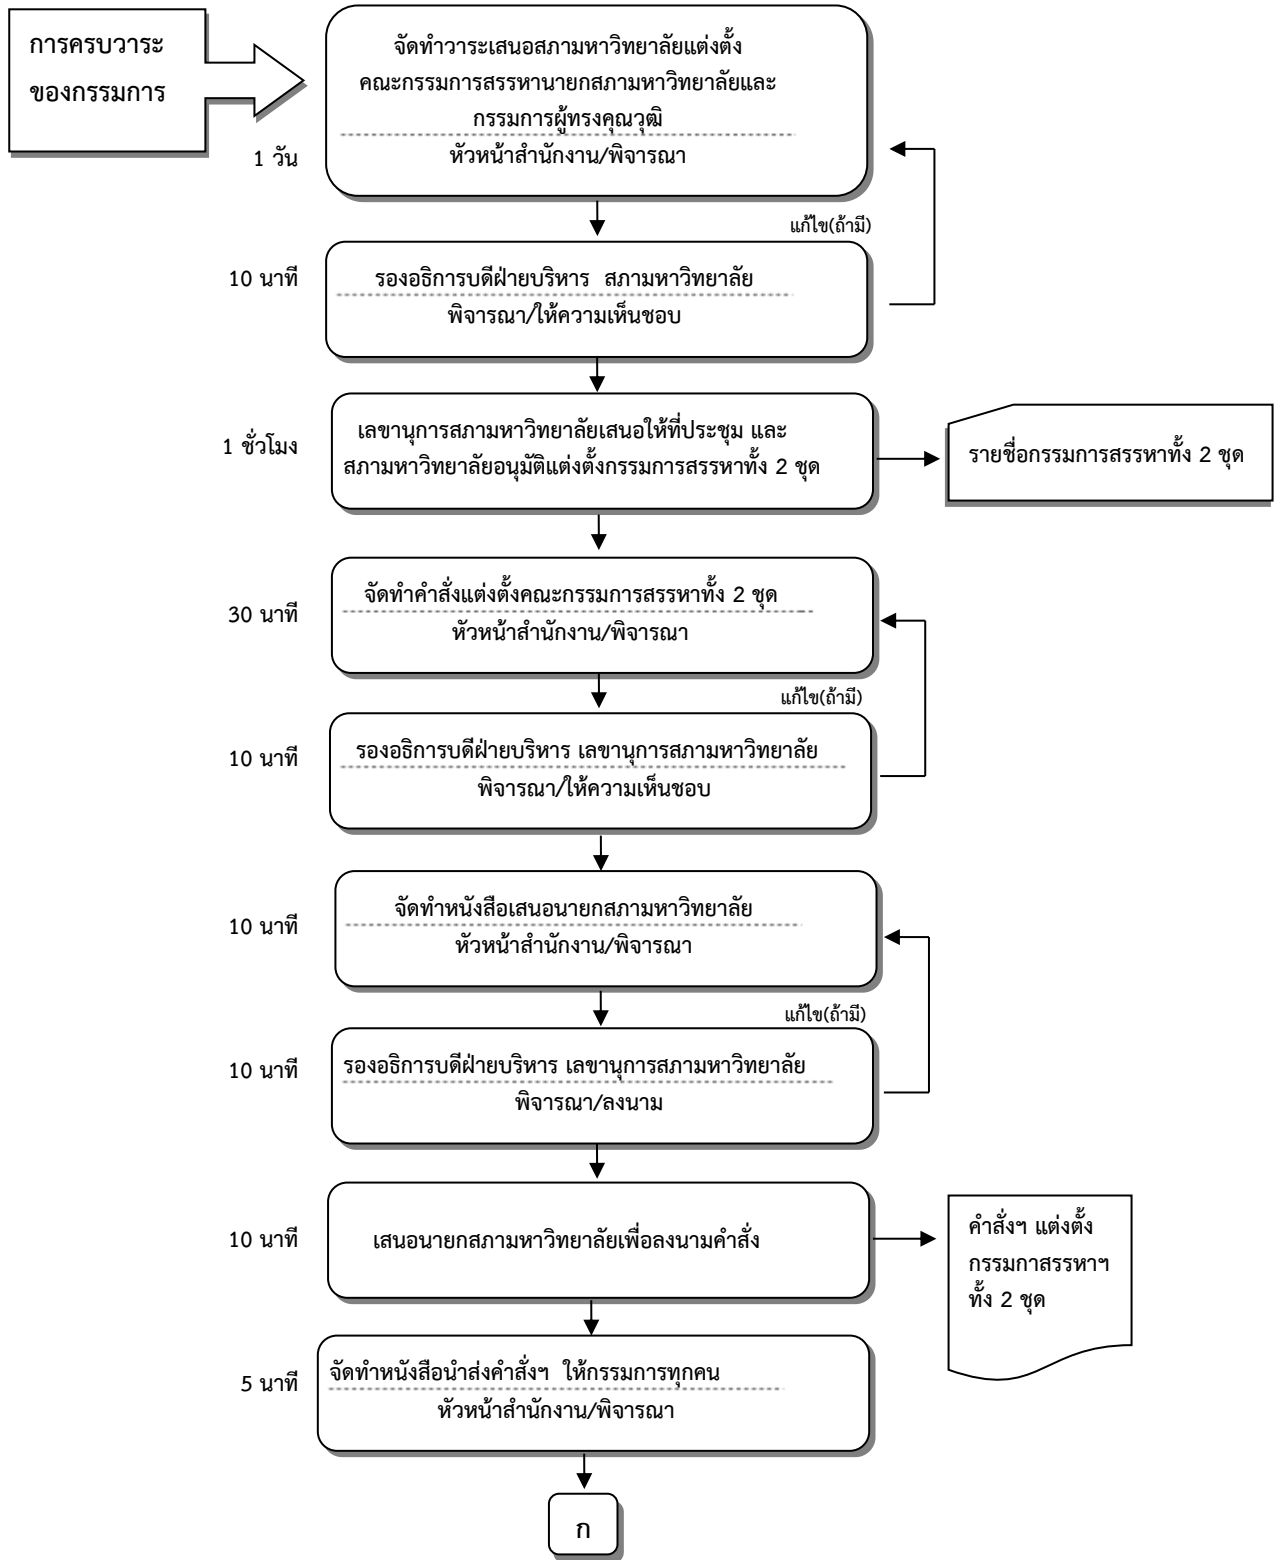 การครบวาระ
ของกรรมการ
จัดทำวาระเสนอสภามหาวิทยาลัยแต่งตั้ง
คณะกรรมการสรรหานายกสภามหาวิทยาลัยและ
กรรมการผู้ทรงคุณวุฒิ
หัวหน้าสำนักงาน/พิจารณา
1 วัน
แก้ไข(ถ้ามี)
10 นาที
รองอธิการบดีฝ่ายบริหาร สภามหาวิทยาลัย
พิจารณา/ให้ความเห็นชอบ
1 ชั่วโมง
เลขานุการสภามหาวิทยาลัยเสนอให้ที่ประชุม และ
สภามหาวิทยาลัยอนุมัติแต่งตั้งกรรมการสรรหาทั้ง 2 ชุด
รายชื่อกรรมการสรรหาทั้ง 2 ชุด
30 นาที
จัดทำคำสั่งแต่งตั้งคณะกรรมการสรรหาทั้ง 2 ชุด
หัวหน้าสำนักงาน/พิจารณา
แก้ไข(ถ้ามี)
10 นาที
รองอธิการบดีฝ่ายบริหาร เลขานุการสภามหาวิทยาลัย
พิจารณา/ให้ความเห็นชอบ
10 นาที
จัดทำหนังสือเสนอนายกสภามหาวิทยาลัย
หัวหน้าสำนักงาน/พิจารณา
แก้ไข(ถ้ามี)
10 นาที
รองอธิการบดีฝ่ายบริหาร เลขานุการสภามหาวิทยาลัย
พิจารณา/ลงนาม
10 นาที
เสนอนายกสภามหาวิทยาลัยเพื่อลงนามคำสั่ง
คำสั่งฯ แต่งตั้ง
กรรมกาสรรหาฯ
ทั้ง 2 ชุด
5 นาที
จัดทำหนังสือนำส่งคำสั่งฯ ให้กรรมการทุกคน
หัวหน้าสำนักงาน/พิจารณา
ก